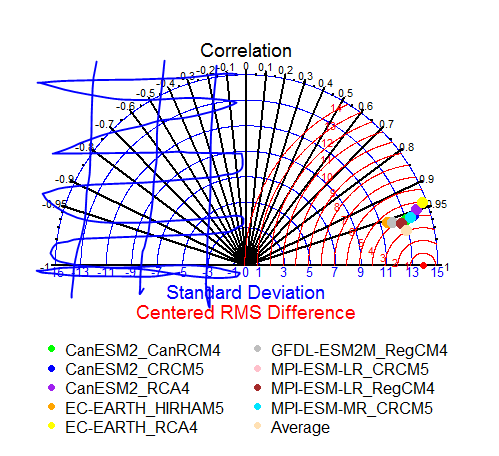 Correlation
-0.1 0 0.1
-0.2 0.2
-0.3 0.3
-0.4 0.4
-0.5 0.5
-0.6 0.6
-0.7 0.7
-0.8 0.8
-0.9 0.9
-0.95 0.95
-1 1
-15 -13 -11 -3 -1 0 1 3 5 7 9 11 13 15
Standard Deviation
Centered RMS Difference
CanESM2_CanRCM4
CanESM2_CRCM5
CanESM2_RCA4
EC-EARTH_HIRHAM5
EC-EARTH_RCA4
GFDL-ESM2M_RegCM4
MPI-ESM-LR_CRCM5
MPI-ESM-LR_RegCM4
MPI-ESM-MR_CRCM5
Average